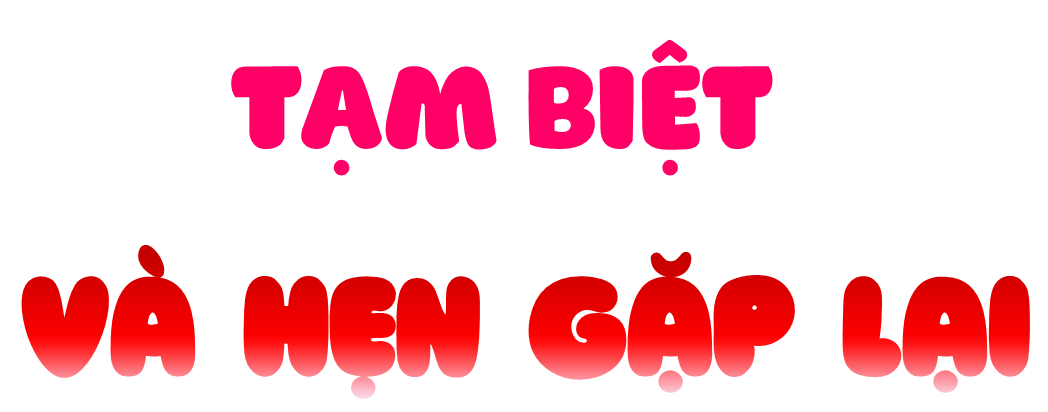 TẠM BIỆT
VÀ HẸN GẶP LẠI